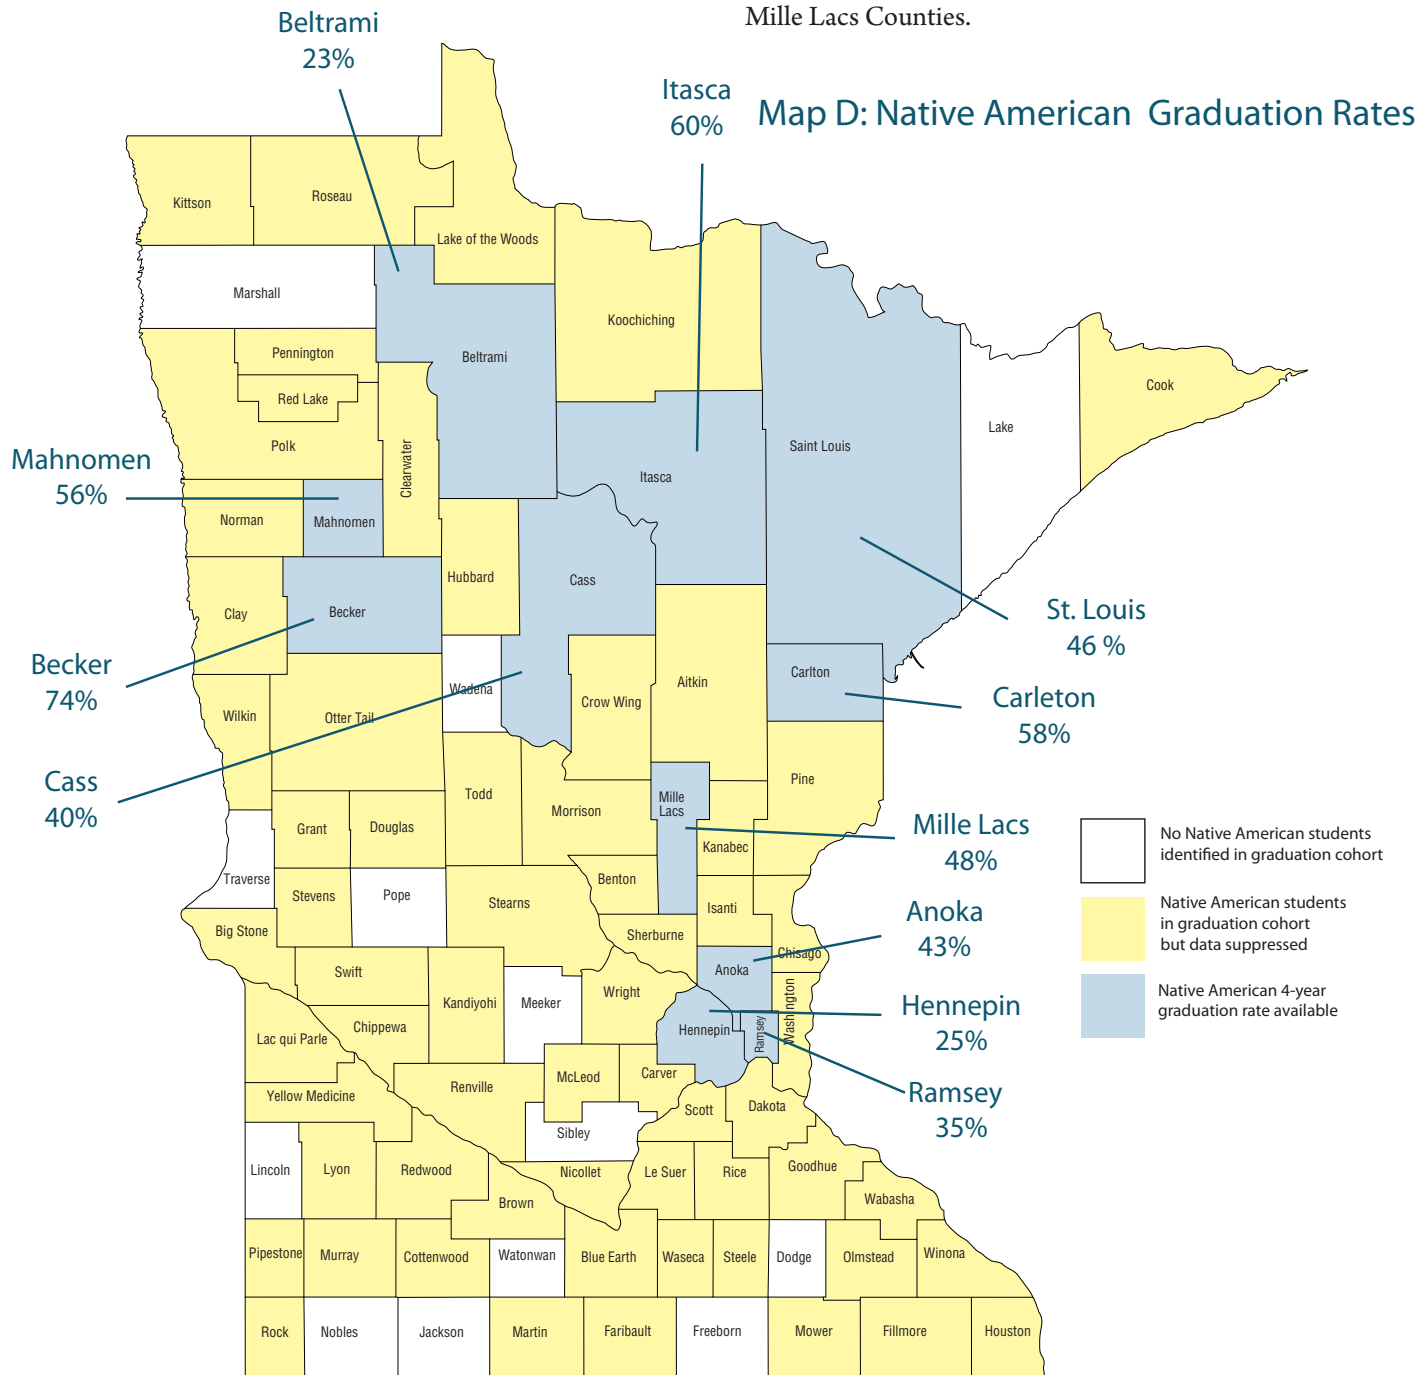 Mille Lacs Counties.
Map D: Native American Graduation Rates
Beltrami
23%
Itasca
60%
Kittson
Roseau
Lake of the Woods
Marshall
Koochiching
Pennington
Beltrami
Red Lake
Cook
Lake
Polk
Saint Louis
Clearwater
Itasca
Mahnomen
56%
Norman
Mahnomen
Hubbard
Cass
Clay
Becker
St. Louis
46 %
Becker
74%
Carlton
Aitkin
Wadena
Crow Wing
Carleton
58%
Wilkin
Otter Tail
Cass
40%
Pine
Todd
Mille
Lacs
Morrison
Grant
Douglas
Mille Lacs
48%
Kanabec
No Native American students
identified in graduation cohort
Traverse
Pope
Benton
Stevens
Stearns
Isanti
Anoka
43%
Native American students
in graduation cohort
but data suppressed
Big Stone
Sherburne
Chisago
Swift
Anoka
Wright
Kandiyohi
Meeker
Washington
Native American 4-year
graduation rate available
Hennepin
25%
Chippewa
Hennepin
Ramsey
Lac qui Parle
Carver
McLeod
Renville
Ramsey
35%
Yellow Medicine
Scott
Dakota
Sibley
Lincoln
Lyon
Redwood
Nicollet
Le Suer
Rice
Goodhue
Brown
Wabasha
Pipestone
Murray
Cottenwood
Watonwan
Blue Earth
Waseca
Steele
Dodge
Olmstead
Winona
Rock
Nobles
Jackson
Martin
Faribault
Freeborn
Mower
Fillmore
Houston